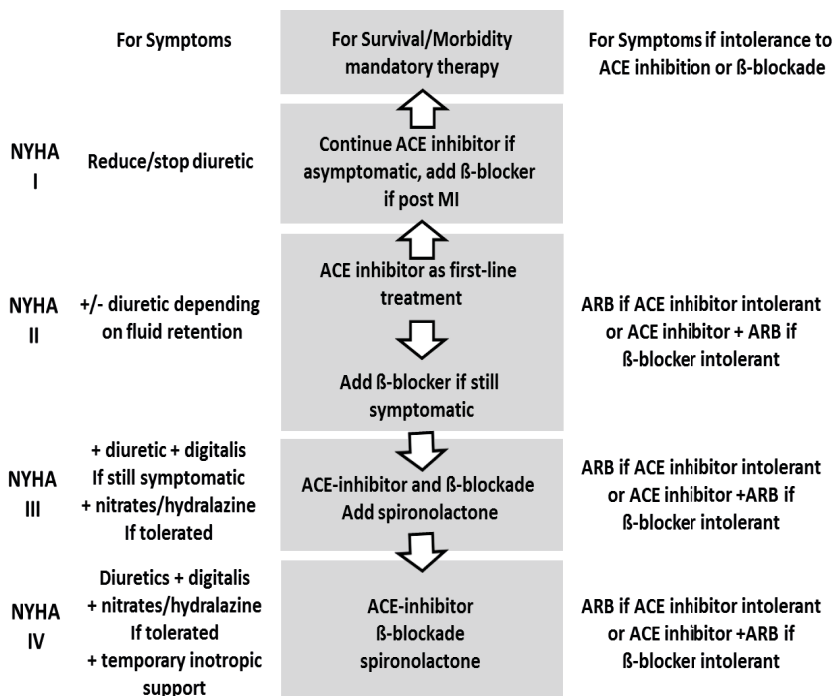 For Symptoms
For Survival/Morbidity
mandatory therapy
For Symptoms if intolerance to
ACE inhibition or ß-blockade
NYHA
I
Reduce/stop diuretic
Continue ACE inhibitor if
asymptomatic, add ß-blocker
if post MI
NYHA
II
+/- diuretic depending
on fluid retention
ACE inhibitor as first-line
treatment
Add ß-blocker if still
symptomatic
ARB if ACE inhibitor intolerant
or ACE inhibitor + ARB if
ß-blocker intolerant
NYHA
III
+ diuretic + digitalis
If still symptomatic
+ nitrates/hydralazine
If tolerated
ACE-inhibitor and ß-blockade
Add spironolactone
ARB if ACE inhibitor intolerant
or ACE inhibitor +ARB if
ß-blocker intolerant
NYHA
IV
Diuretics + digitalis
+ nitrates/hydralazine
If tolerated
+ temporary inotropic
support
ACE-inhibitor
ß-blockade
spironolactone
ARB if ACE inhibitor intolerant
or ACE inhibitor +ARB if
ß-blocker intolerant